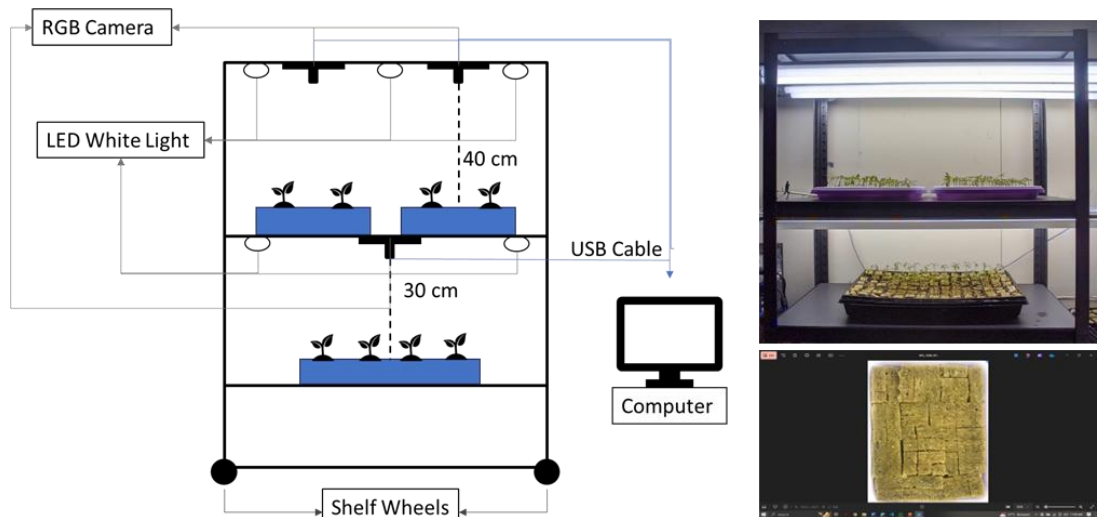 RGB Camera
LED White Light
40 cm
USB Cable
30 cm
Computer
Shelf Wheels